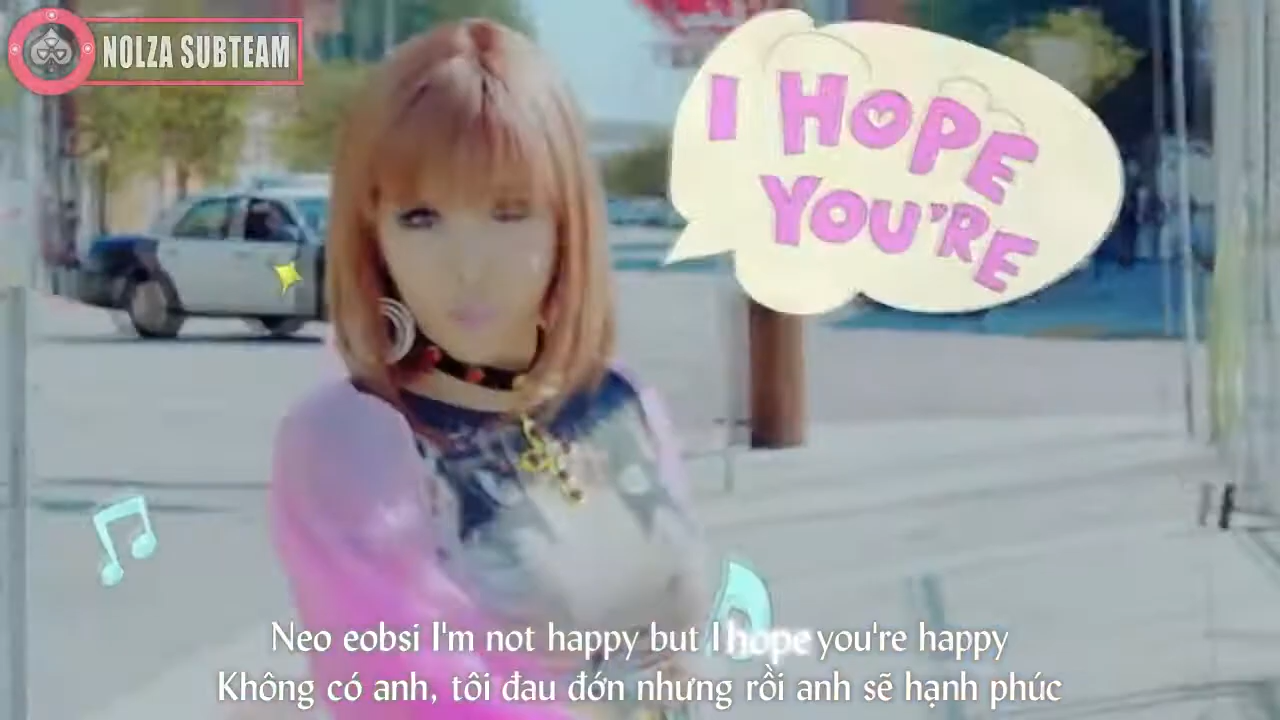 NOLZA SUBTEAM
I HOPE
YOU'RE
Neo eobsi I'm not happy but I hope you're happy
Không có anh, tôi đau đớn nhưng rồi anh sẽ hạnh phúc